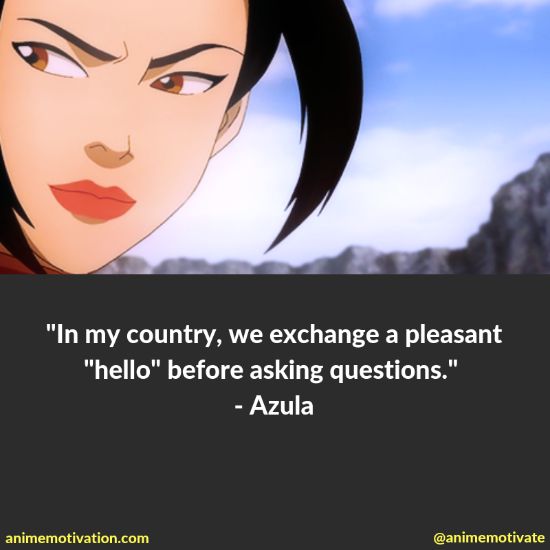 "In my country, we exchange a pleasant
"hello" before asking questions."
- Azula
animemotivation.com
@animemotivate